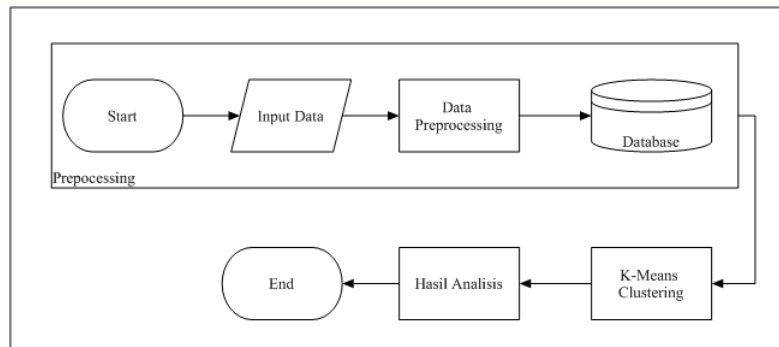 Start
Input Data
Data
Preprocessing
Database
Prepocessing
End
Hasil Analisis
K-Means
Clustering